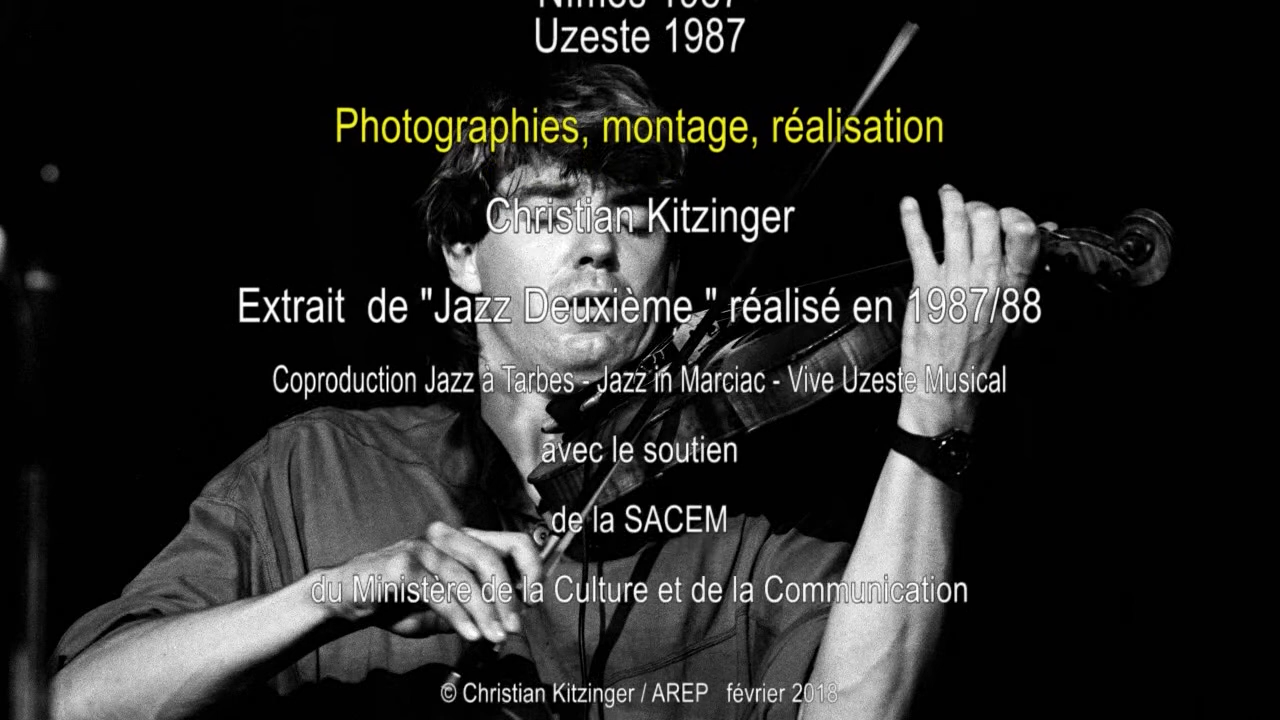 Nîmes 1987
Uzeste 1987
Photographies, montage, réalisation
Christian Kitzinger
Extrait de "Jazz Deuxième " réalisé en 1987/88
Coproduction Jazz à Tarbes - Jazz in Marciac - Vive Uzeste Musical
avec le soutien
de la SACEM
du Ministère de la Culture et de la Communication
© Christian Kitzinger / AREP février 2018